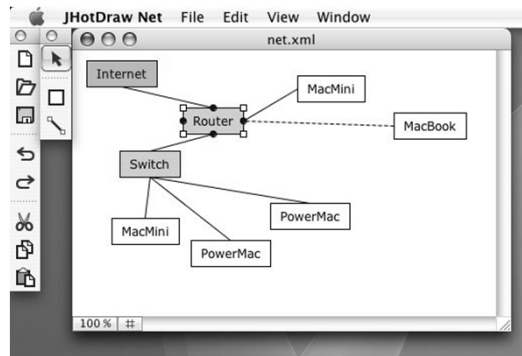 JHotDraw Net File Edit View Window
net.xml
Internet
MacMini
Router
MacBook
Switch
PowerMac
MacMini
PowerMac
100 %